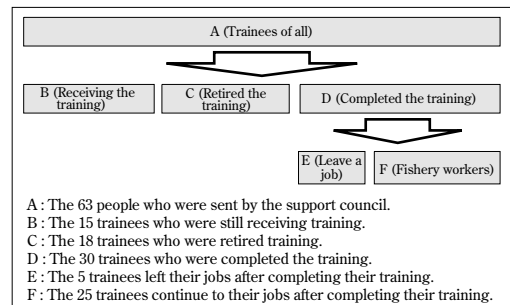 A (Trainees of all)
B (Receiving the
training)
C (Retired the
training)
D (Completed the training)
E (Leave a
job)
F (Fishery workers)
A : The 63 people who were sent by the support council.
B : The 15 trainees who were still receiving training.
C : The 18 trainees who were retired training.
D : The 30 trainees who were completed the training.
E : The 5 trainees left their jobs after completing their training.
F : The 25 trainees continue to their jobs after completing their training.